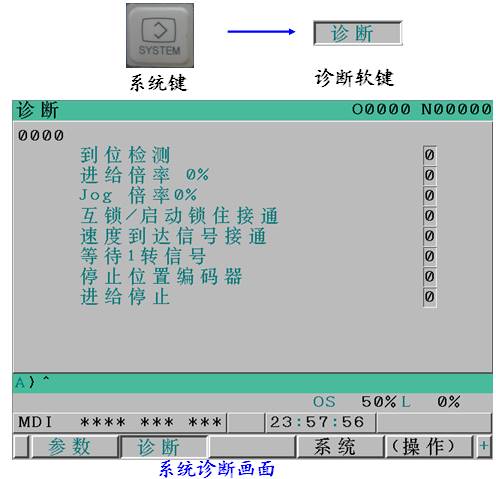 SYSTEM
诊断
系统键
诊断软键
诊断 O0000 N00000
0000
到位检测 0
进给倍率 0% 0
Jog 倍率0% 0
互锁/启动锁住接通 0
速度到达信号接通 0
等待1转信号 0
停止位置编码器 0
进给停止 0
A)^
OS 50% L 0%
MDI **** *** *** 23:57:56
参数 诊断 系统 (操作) +
系统诊断画面